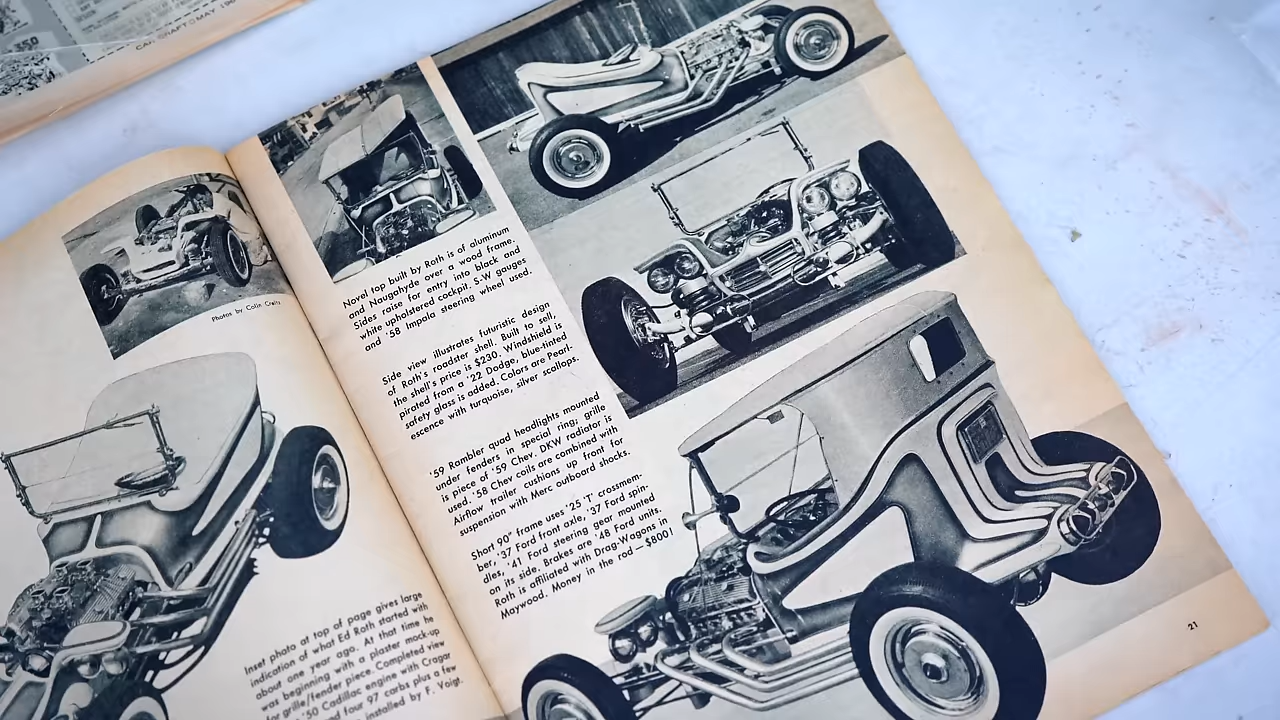 350
CAR CRAFT MAY 196
Photos by Colin Creitz
Inset photo at top of page gives large
indication of what Ed Roth started with
about one year ago. At that time he
was beginning with a plaster mock-up
for grille/fender piece. Completed view
'50 Cadillac engine with Cragar
and four 97 carbs plus a few
installed by F. Voigt.
Novel top built by Roth is of aluminum
and Naugahyde over a wood frame.
Sides raise for entry into black and
white upholstered cockpit. S-W gauges
and '58 Impala steering wheel used.
Side view illustrates futuristic design
of Roth's roadster shell. Built to sell,
the shell's price is $230. Windshield is
pirated from a '22 Dodge, blue-tinted
safety glass is added. Colors are Pearl-
escence with turquoise, silver scallops.
'59 Rambler quad headlights mounted
under fenders in special ring; grille
is piece of '59 Chev. DKW radiator is
used. '58 Chev coils are combined with
Airflow trailer cushions up front for
suspension with Merc outboard shocks.
Short 90" frame uses '25 'T' crossmem-
ber, '37 Ford front axle, '37 Ford spin-
dles, '41 Ford steering gear mounted
on its side. Brakes are '48 Ford units.
Roth is affiliated with Drag-Wagons in
Maywood. Money in the rod — $800!
21